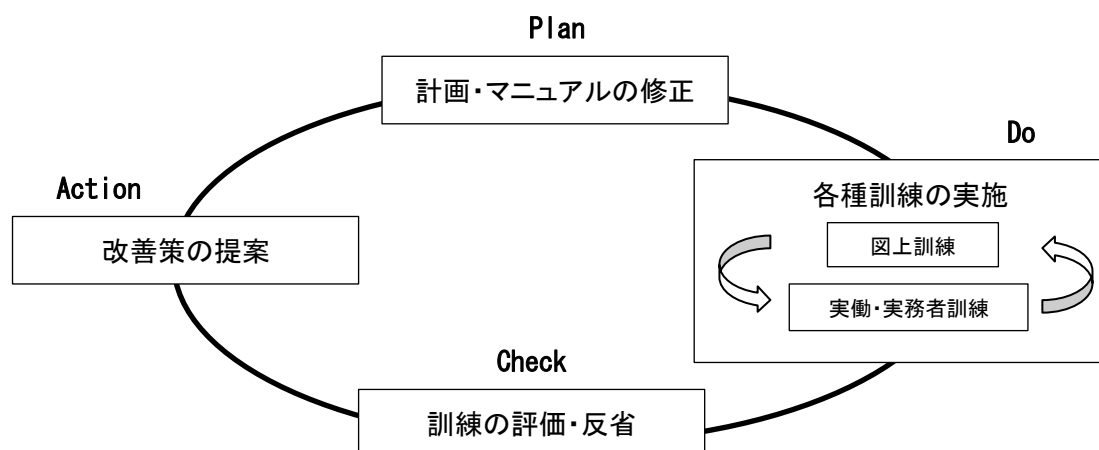 Plan
計画・マニュアルの修正
Do
各種訓練の実施
図上訓練
実働・実務者訓練
Check
訓練の評価・反省
Action
改善策の提案